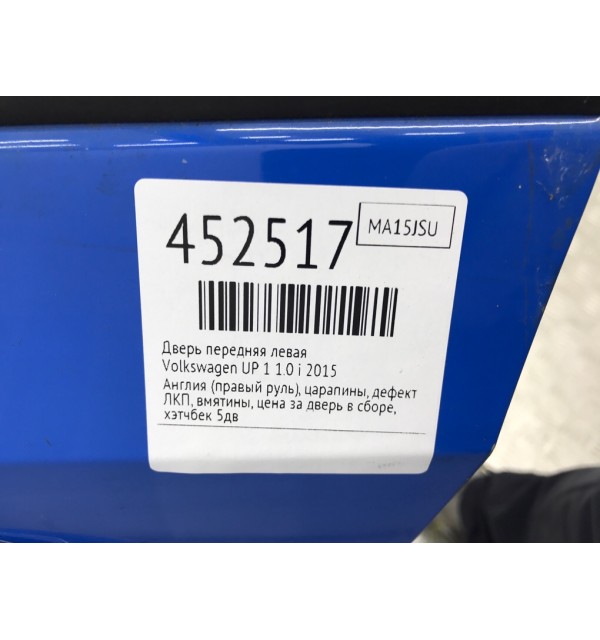 452517
MA15JSU
Дверь передняя левая
Volkswagen UP 1 1.0 i 2015
Англия (правый руль), царапины, дефект
ЛКП, вмятины, цена за дверь в сборе,
хэтчбек 5дв